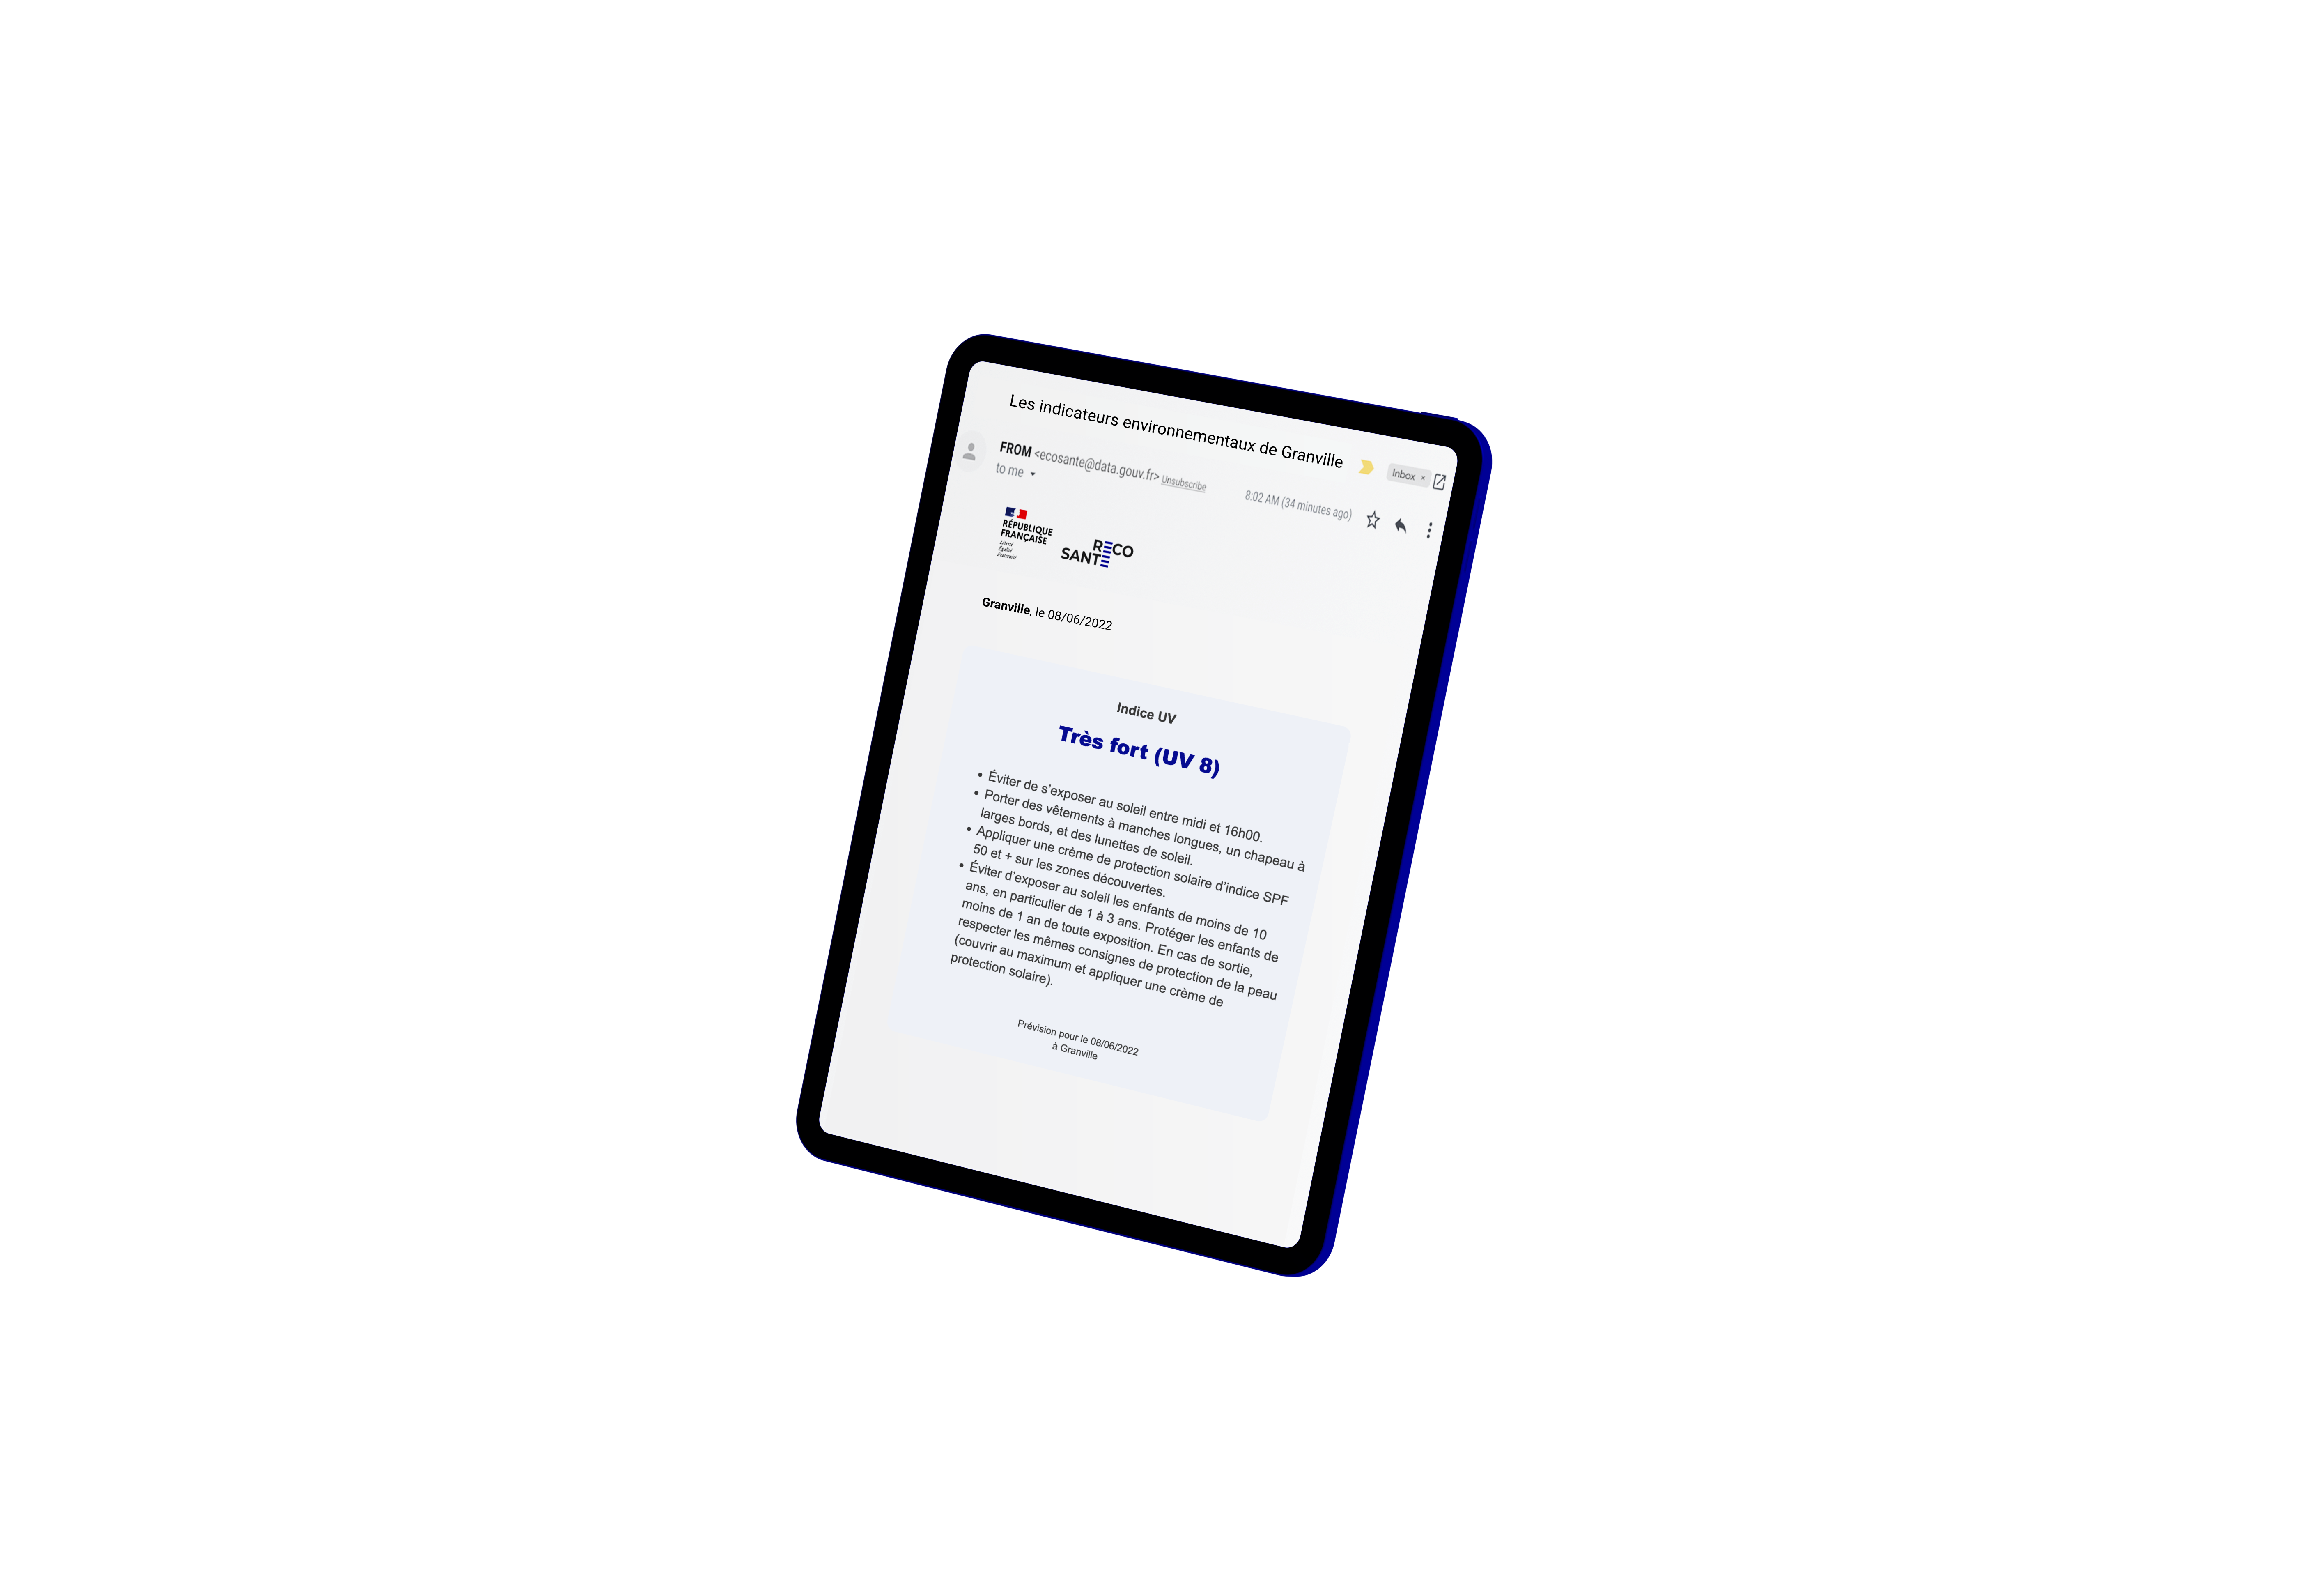 Les indicateurs environnementaux de Granville
Inbox ×
FROM <ecosante@data.gouv.fr> Unsubscribe
8:02 AM (34 minutes ago)
to me
RÉPUBLIQUE
FRANÇAISE
Liberté
Égalité
Fraternité
RECO
SANTÉ
Granville, le 08/06/2022
Indice UV
Très fort (UV 8)
• Éviter de s’exposer au soleil entre midi et 16h00.
• Porter des vêtements à manches longues, un chapeau à
larges bords, et des lunettes de soleil.
• Appliquer une crème de protection solaire d’indice SPF
50 et + sur les zones découvertes.
• Éviter d’exposer au soleil les enfants de moins de 10
ans, en particulier de 1 à 3 ans. Protéger les enfants de
moins de 1 an de toute exposition. En cas de sortie,
respecter les mêmes consignes de protection de la peau
(couvrir au maximum et appliquer une crème de
protection solaire).
Prévision pour le 08/06/2022
à Granville